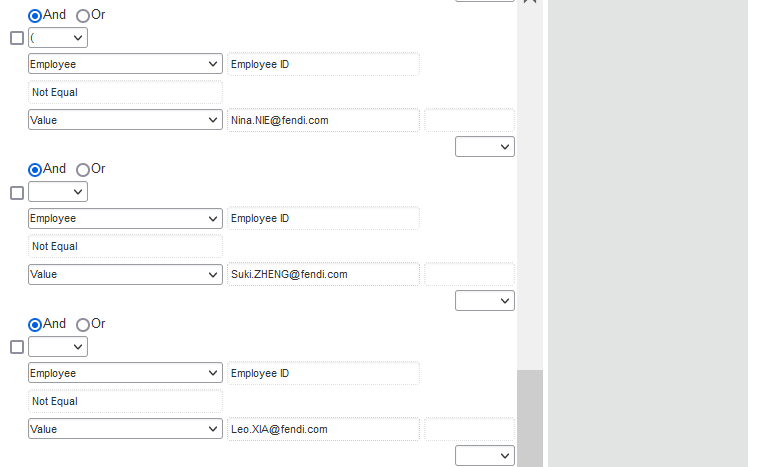 And Or
(
Employee Employee ID
Not Equal
Value Nina.NIE@fendi.com
And Or
Employee Employee ID
Not Equal
Value Suki.ZHENG@fendi.com
And Or
Employee Employee ID
Not Equal
Value Leo.XIA@fendi.com